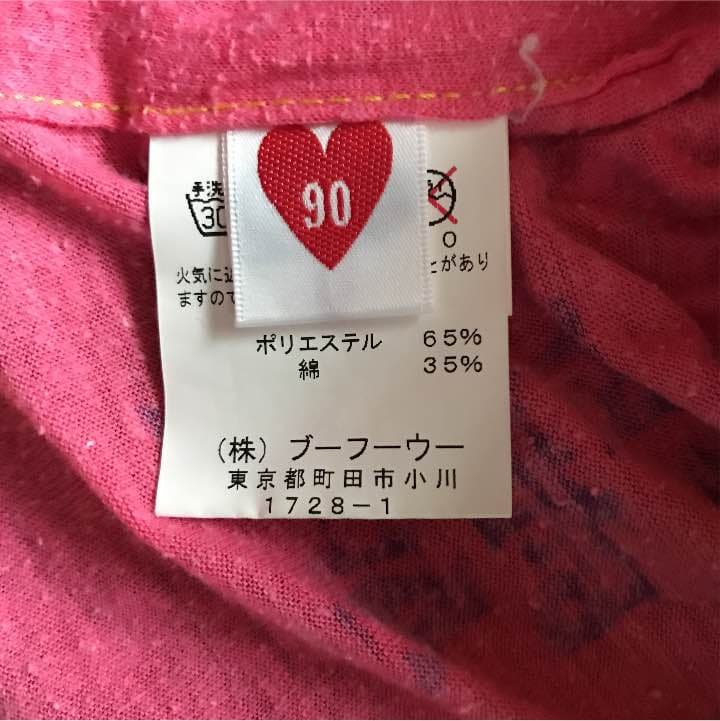 90
手洗
30
0
火気に近
とがあり
ますので
ポリエステル 65%
綿 35%
(株) ブーフーウー
東京都町田市小川
1728-1